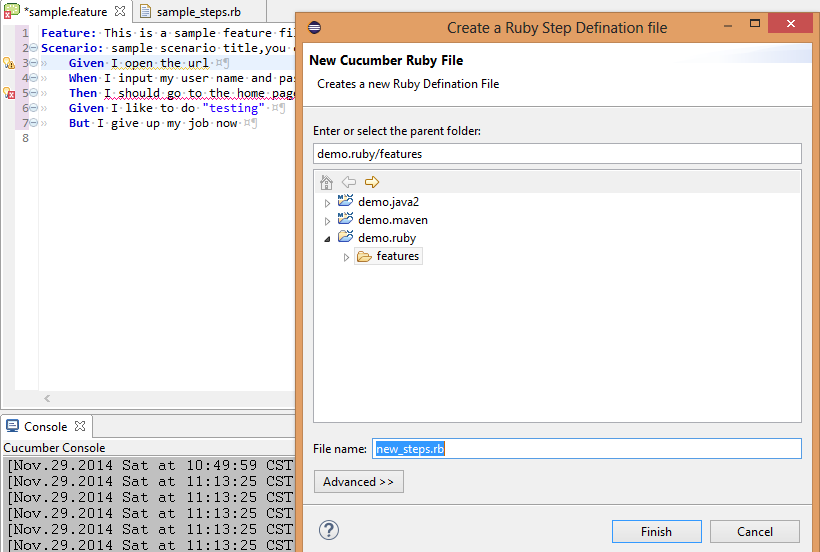 *sample.feature
sample_steps.rb
1 Feature: This is a sample feature fi
2 Scenario: sample scenario title,you
3 Given I open the url
4 When I input my user name and pa
5 Then I should go to the home page
6 Given I like to do "testing"
7 But I give up my job now
8
Console
Cucumber Console
[Nov.29.2014 Sat at 10:49:59 CST
[Nov.29.2014 Sat at 11:13:25 CST
[Nov.29.2014 Sat at 11:13:25 CST
[Nov.29.2014 Sat at 11:13:25 CST
[Nov.29.2014 Sat at 11:13:25 CST
[Nov.29.2014 Sat at 11:13:25 CST
Create a Ruby Step Defination file
New Cucumber Ruby File
Creates a new Ruby Defination File
Enter or select the parent folder:
demo.ruby/features
demo.java2
demo.maven
demo.ruby
features
File name: new_steps.rb
Advanced >>
Finish
Cancel